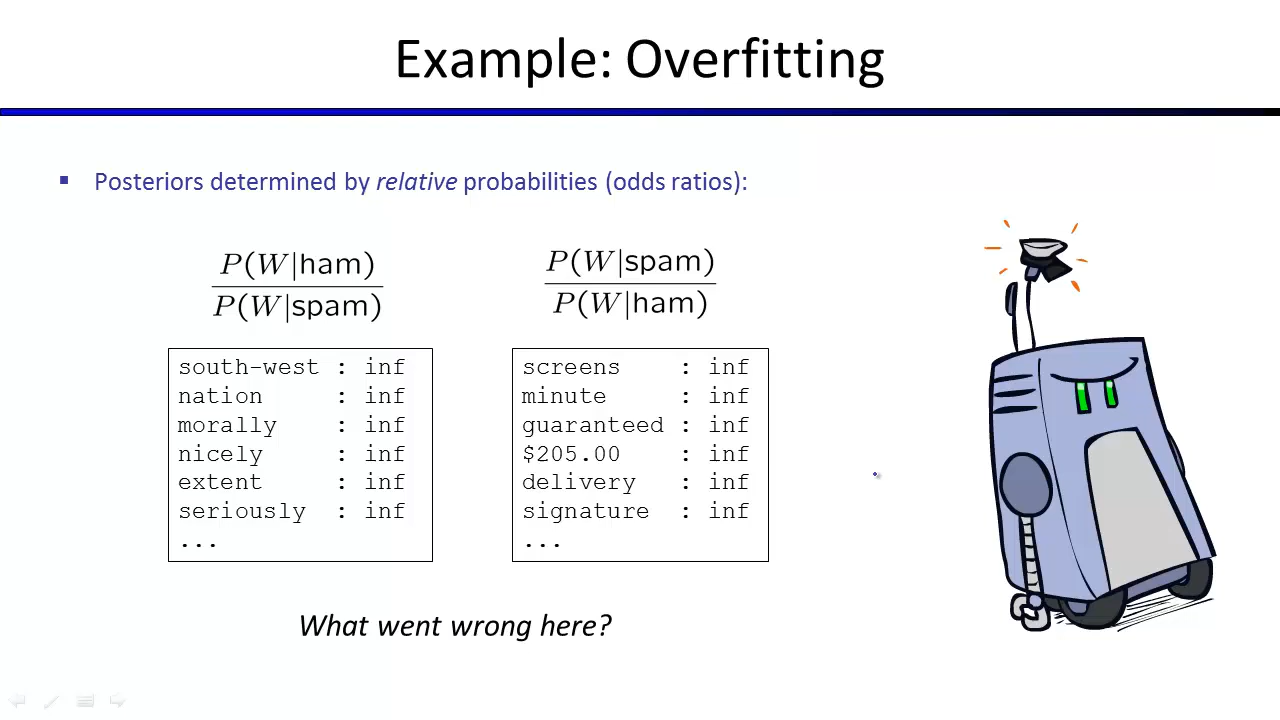 Example: Overfitting
▪ Posteriors determined by relative probabilities (odds ratios):
P(W|ham)
P(W|spam)
P(W|spam)
P(W|ham)
south-west : inf
nation : inf
morally : inf
nicely : inf
extent : inf
seriously : inf
...
screens : inf
minute : inf
guaranteed : inf
$205.00 : inf
delivery : inf
signature : inf
...
What went wrong here?